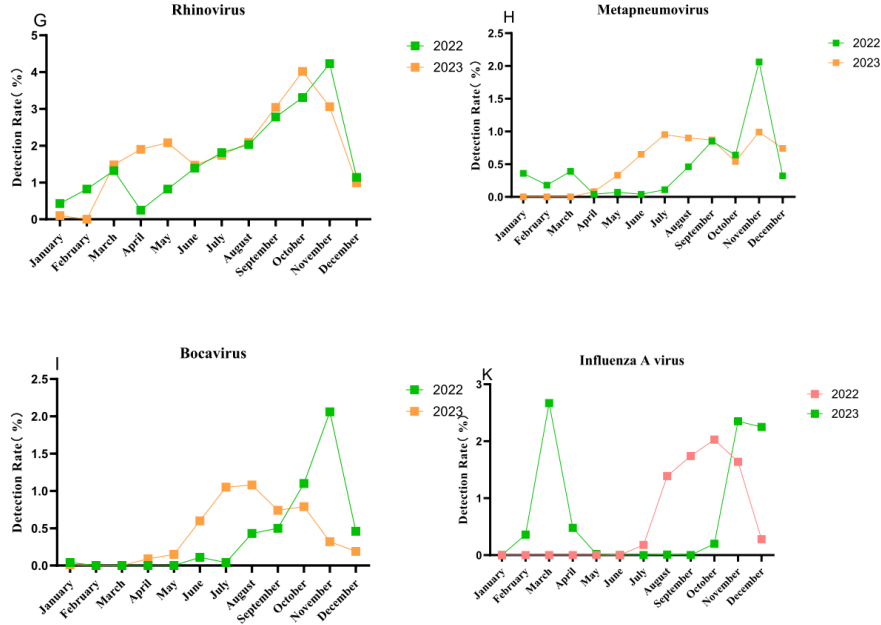 G
Rhinovirus
Detection Rate( %)
5
4
3
2
1
0
January
February
March
April
May
June
July
August
September
October
November
December
2022
2023
H
Metapneumovirus
Detection Rate( %)
2.5
2.0
1.5
1.0
0.5
0.0
January
February
March
April
May
June
July
August
September
October
November
December
2022
2023
I
Bocavirus
Detection Rate( %)
2.5
2.0
1.5
1.0
0.5
0.0
January
February
March
April
May
June
July
August
September
October
November
December
2022
2023
K
Influenza A virus
Detection Rate( %)
3
2
1
0
January
February
March
April
May
June
July
August
September
October
November
December
2022
2023